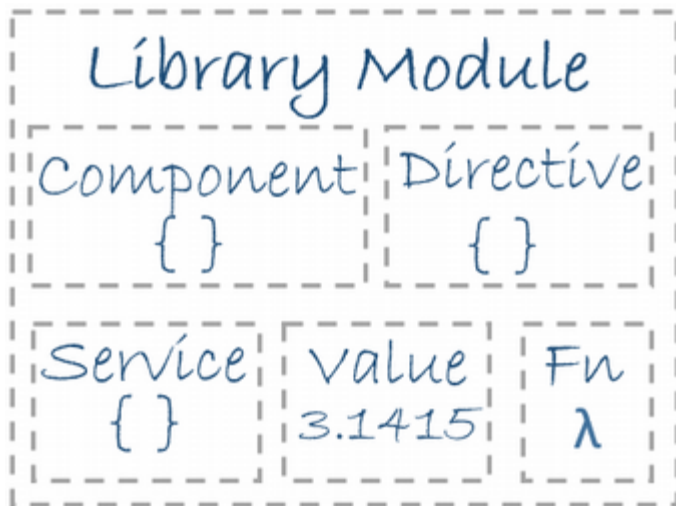 Library Module
Component
{ }
Directive
{ }
Service
{ }
Value
3.1415
Fn
λ